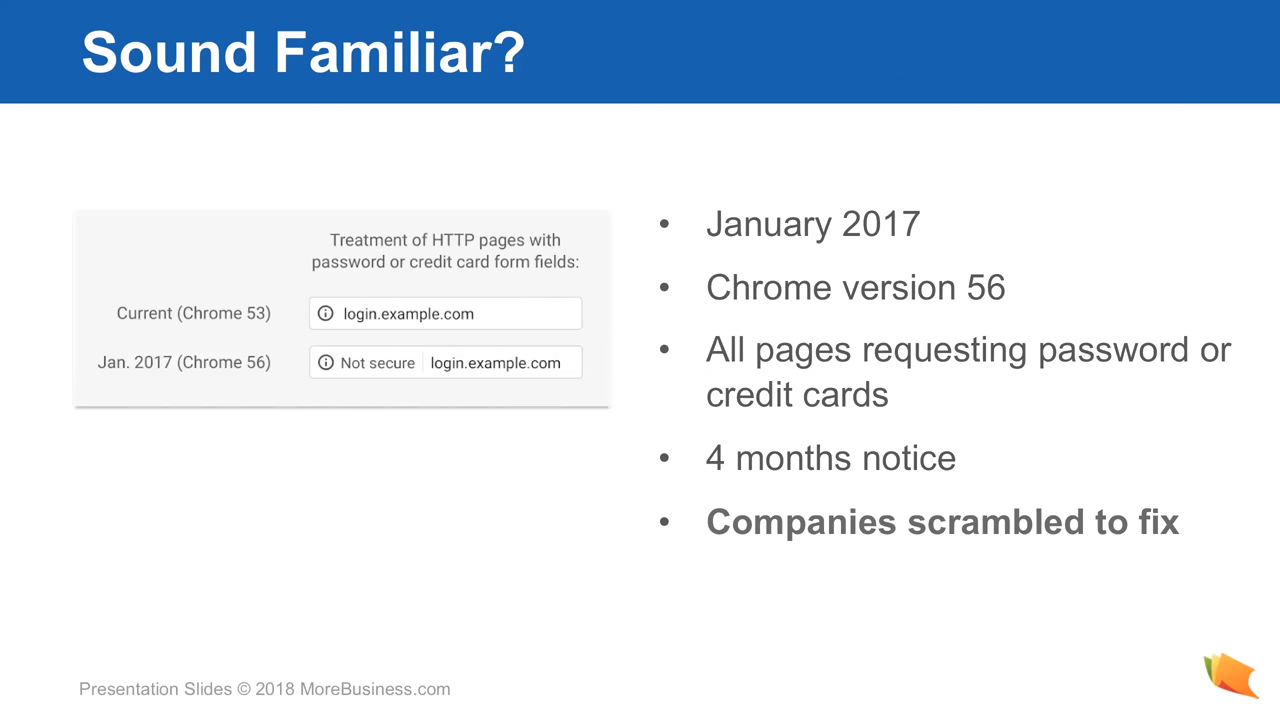 Sound Familiar?
Treatment of HTTP pages with
password or credit card form fields:
Current (Chrome 53)
login.example.com
Jan. 2017 (Chrome 56)
Not secure
login.example.com
• January 2017
• Chrome version 56
• All pages requesting password or
credit cards
• 4 months notice
• Companies scrambled to fix
Presentation Slides © 2018 MoreBusiness.com